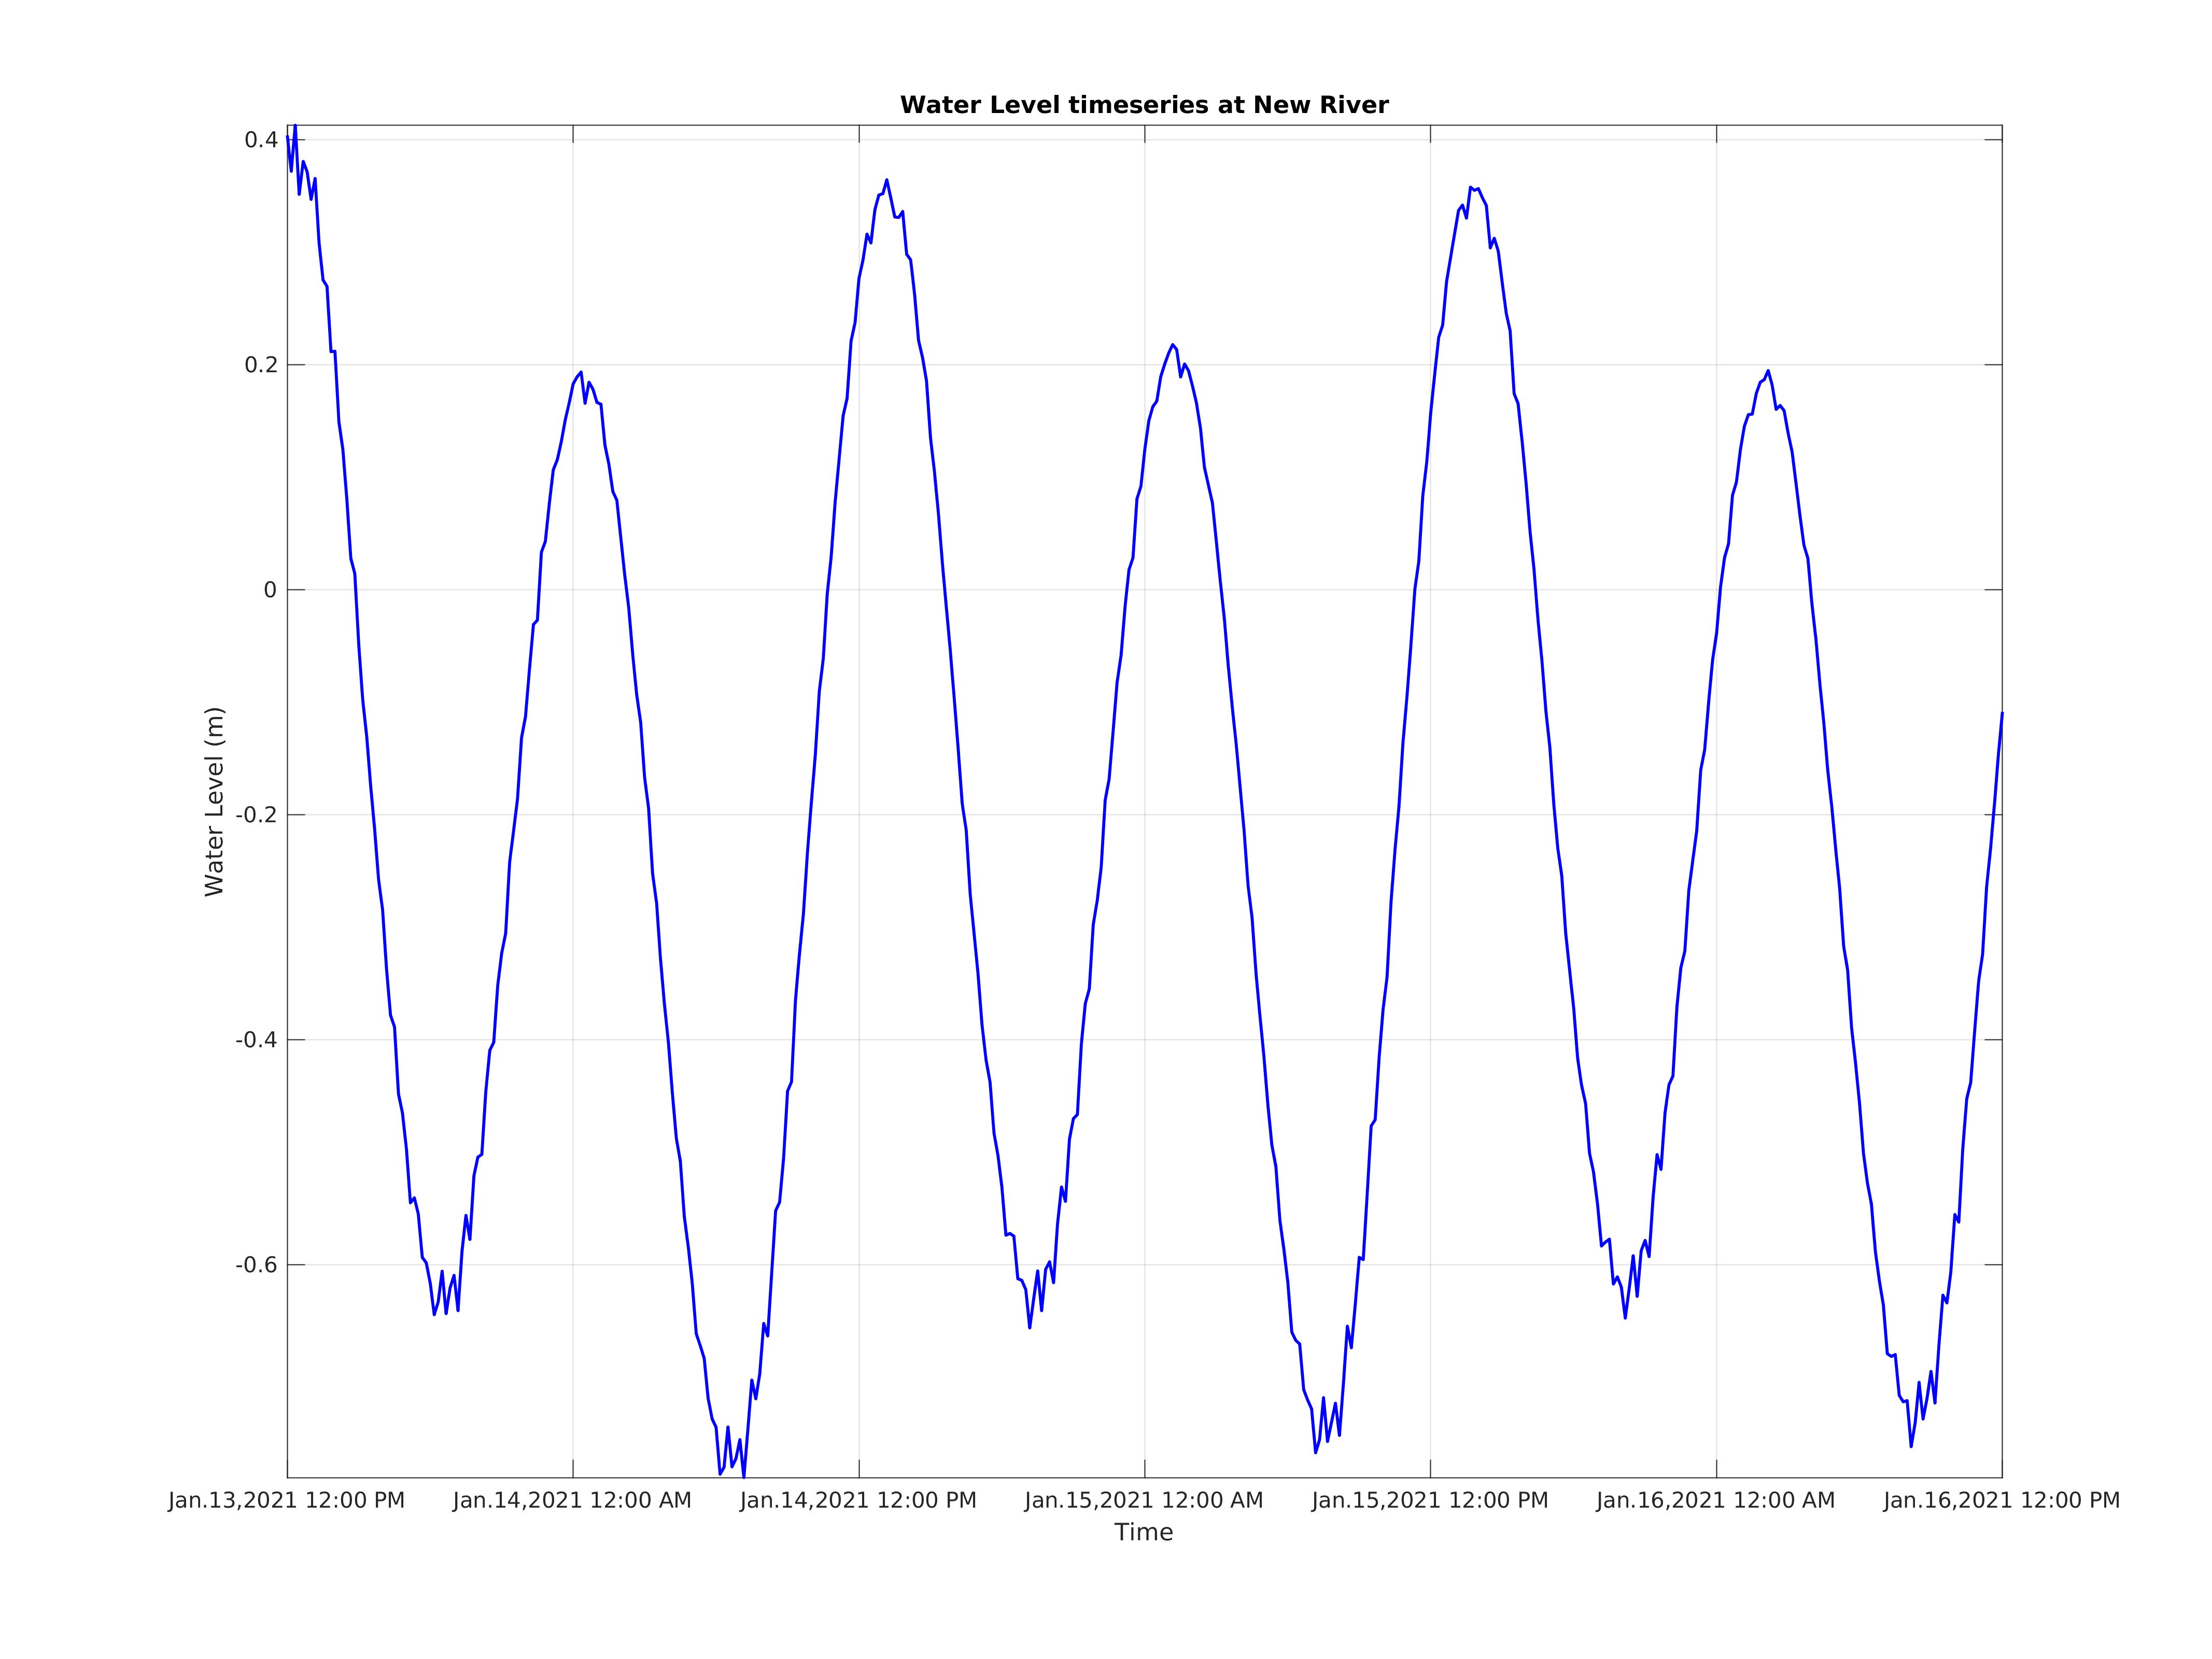 Water Level timeseries at New River
0.4
0.2
0
-0.2
-0.4
-0.6
Water Level (m)
Jan.13,2021 12:00 PM Jan.14,2021 12:00 AM Jan.14,2021 12:00 PM Jan.15,2021 12:00 AM Jan.15,2021 12:00 PM Jan.16,2021 12:00 AM Jan.16,2021 12:00 PM
Time